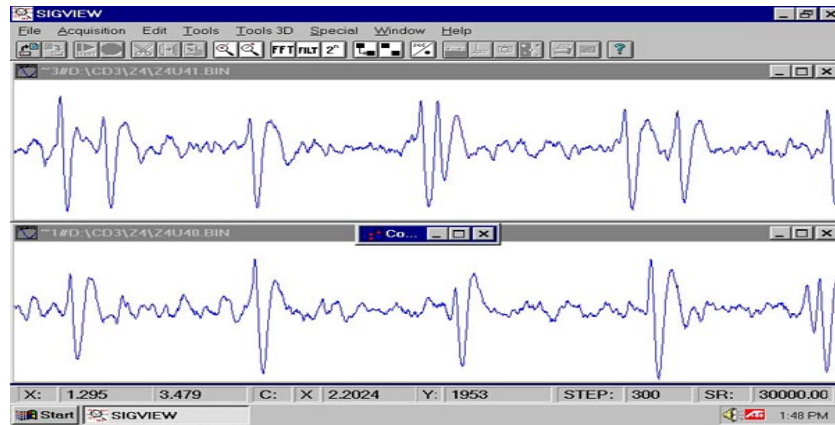 SIGVIEW
File Acquisition Edit Tools Tools 3D Special Window Help
FFT FILT 2ⁿ
~3#D:\CD3\Z4\Z4U41.BIN
~1#D:\CD3\Z4\Z4U40.BIN Co...
X: 1.295 3.479 C: X 2.2024 Y: 1953 STEP: 300 SR: 30000.00
Start SIGVIEW 1:48 PM